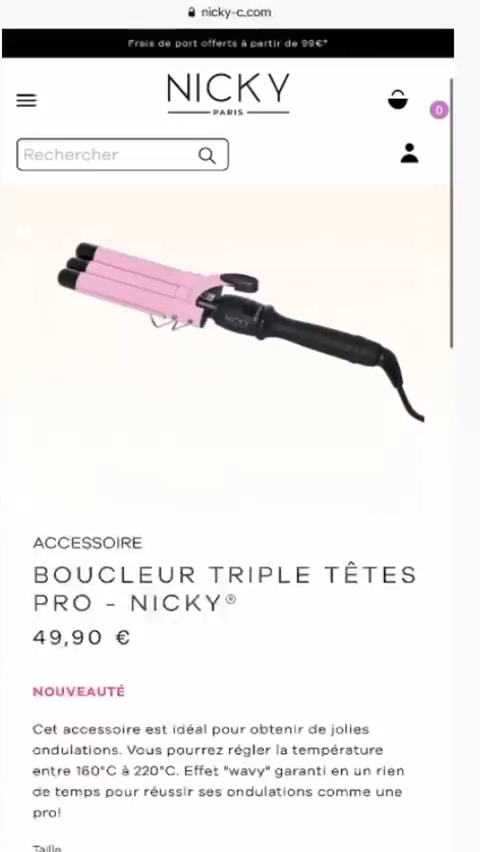 nicky-c.com
Frais de port offerts à partir de 99€*
NICKY
PARIS
0
Rechercher
NICKY
ACCESSOIRE
BOUCLEUR TRIPLE TÊTES
PRO - NICKY®
49,90 €
NOUVEAUTÉ
Cet accessoire est idéal pour obtenir de jolies
ondulations. Vous pourrez régler la température
entre 160°C à 220°C. Effet "wavy" garanti en un rien
de temps pour réussir ses ondulations comme une
pro!
Taille